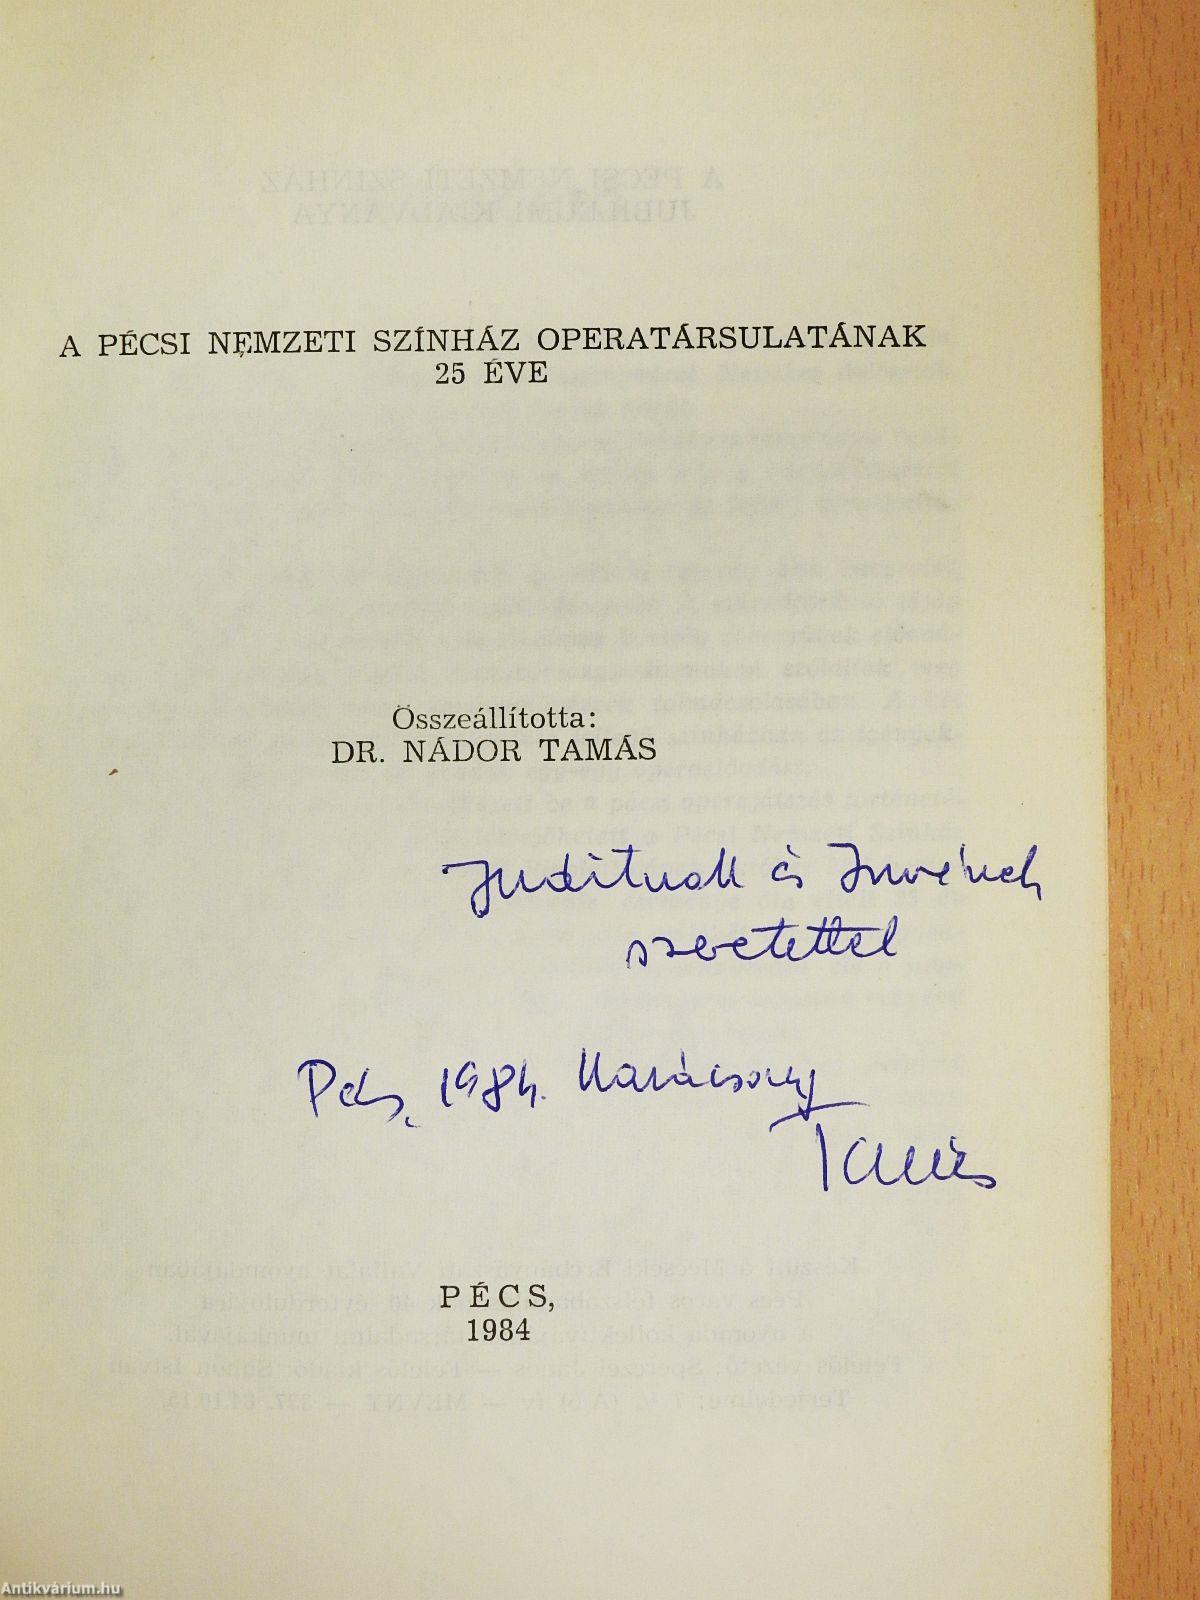 A PÉCSI NEMZETI SZÍNHÁZ OPERATÁRSULATÁNAK
25 ÉVE
Összeállította:
DR. NÁDOR TAMÁS
Juditnak és Imrének
szeretettel
Pécs, 1984. Karácsony
Tamás
PÉCS,
1984
Antikvárium.hu